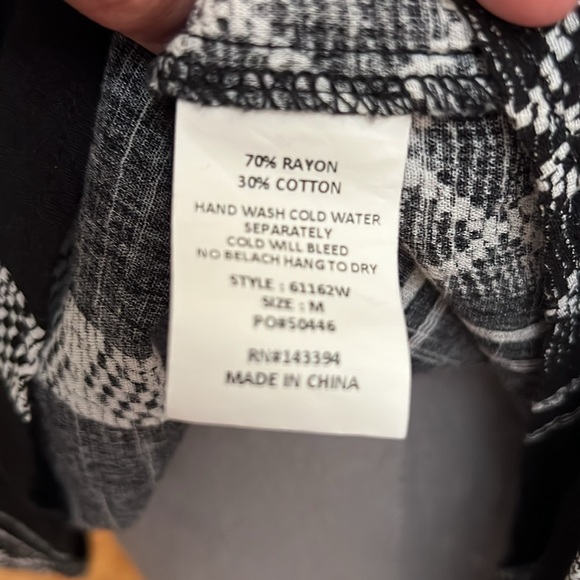 70% RAYON
30% COTTON
HAND WASH COLD WATER
SEPARATELY
COLD WILL BLEED
NO BELACH HANG TO DRY
STYLE : 61162W
SIZE : M
PO#50446
RN#143394
MADE IN CHINA